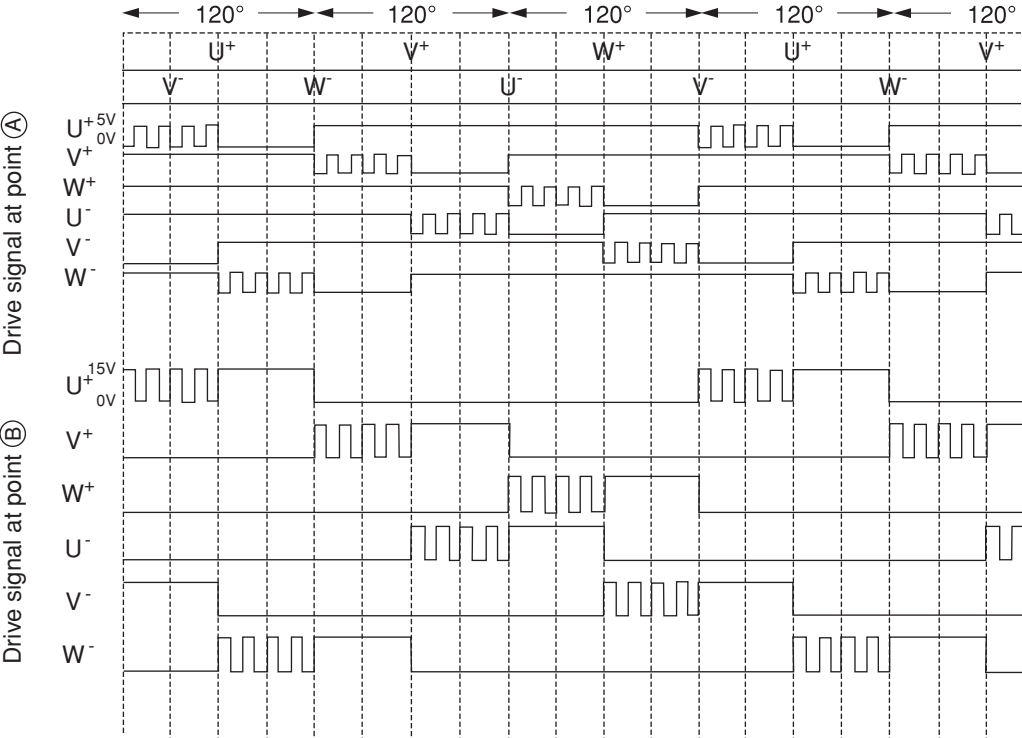 120° 120° 120° 120° 120°
U+ V+ W+ U+ V+
V- W- U- V- W-
Drive signal at point Ⓐ
U+ 5V
0V
V+
W+
U-
V-
W-
Drive signal at point Ⓑ
U+ 15V
0V
V+
W+
U-
V-
W-